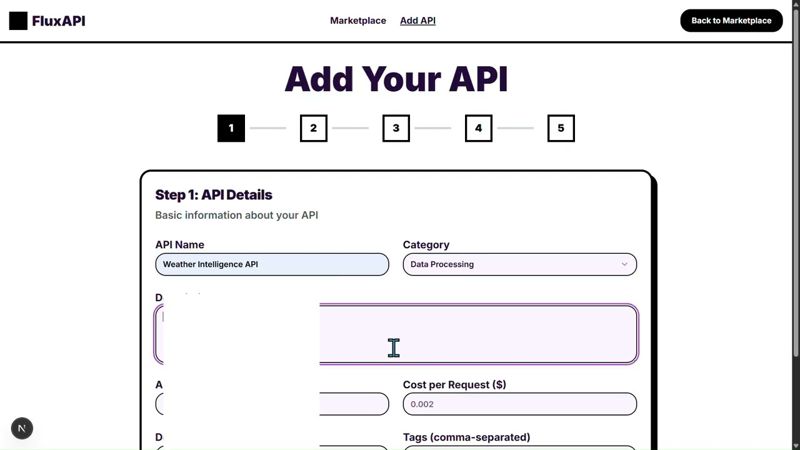 FluxAPI
Marketplace
Add API
Back to Marketplace
Add Your API
1 2 3 4 5
Step 1: API Details
Basic information about your API
API Name
Category
Weather Intelligence API
Data Processing
Cost per Request ($)
0.002
Tags (comma-separated)
N